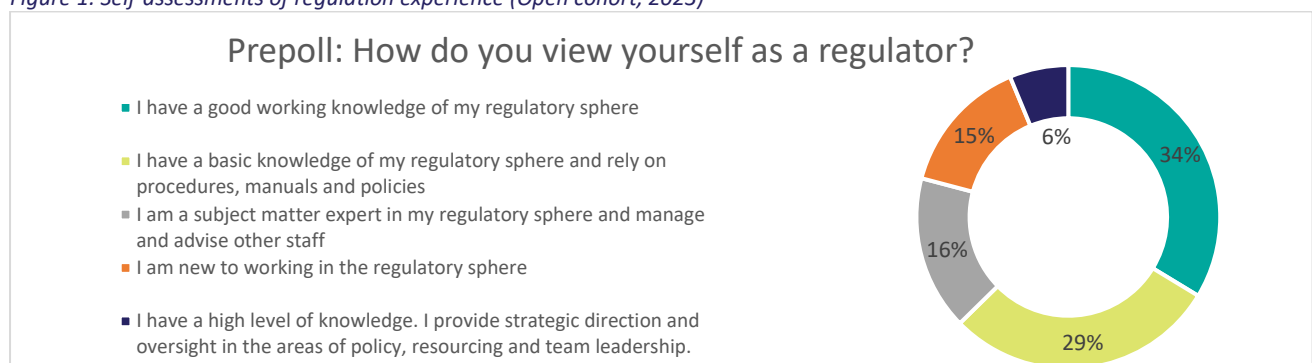 Figure 1: Self-assessments of regulation experience (Open cohort, 2023)
Prepoll: How do you view yourself as a regulator?
I have a good working knowledge of my regulatory sphere
I have a basic knowledge of my regulatory sphere and rely on
procedures, manuals and policies
I am a subject matter expert in my regulatory sphere and manage
and advise other staff
I am new to working in the regulatory sphere
I have a high level of knowledge. I provide strategic direction and
oversight in the areas of policy, resourcing and team leadership.
34%
29%
16%
15%
6%